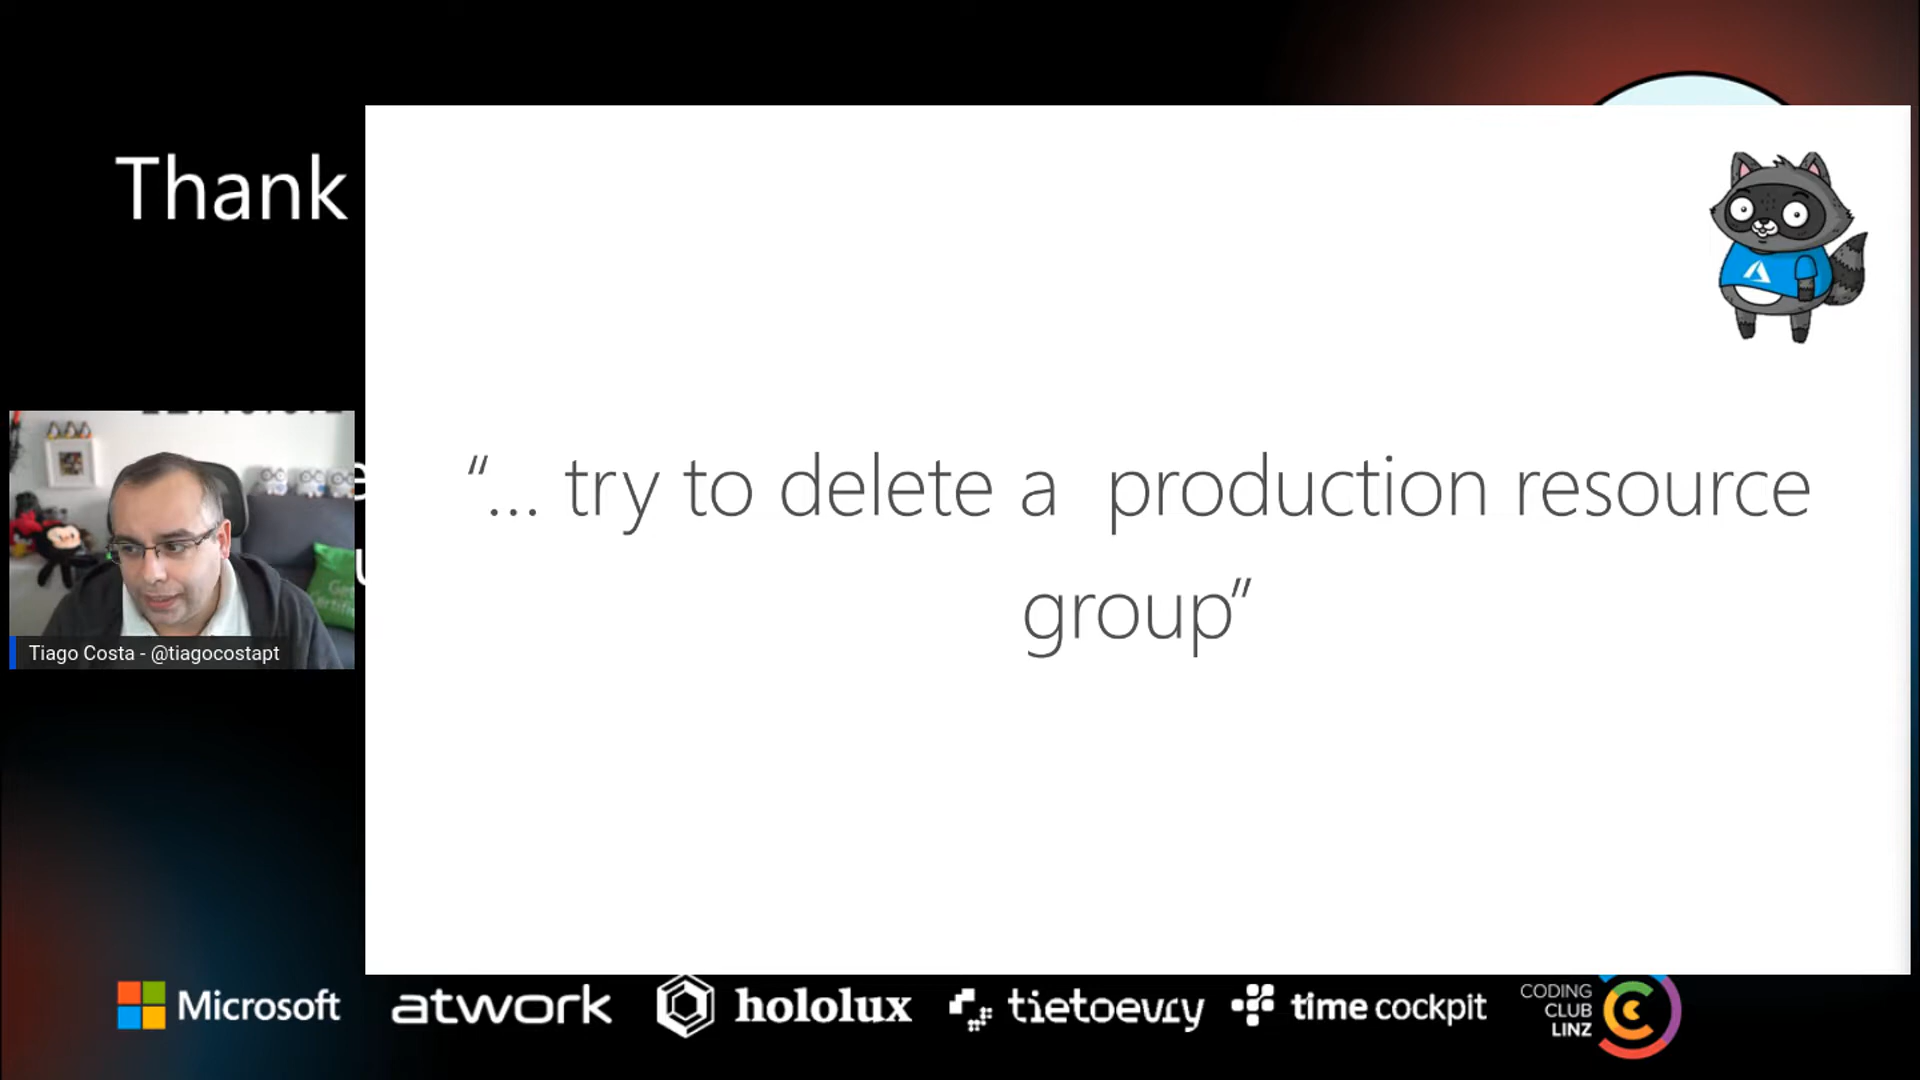 Thank
“... try to delete a  production resource
group”
Tiago Costa - @tiagocostapt
Microsoft
atwork
hololux
tietoevry
time cockpit
CODING
CLUB
LINZ